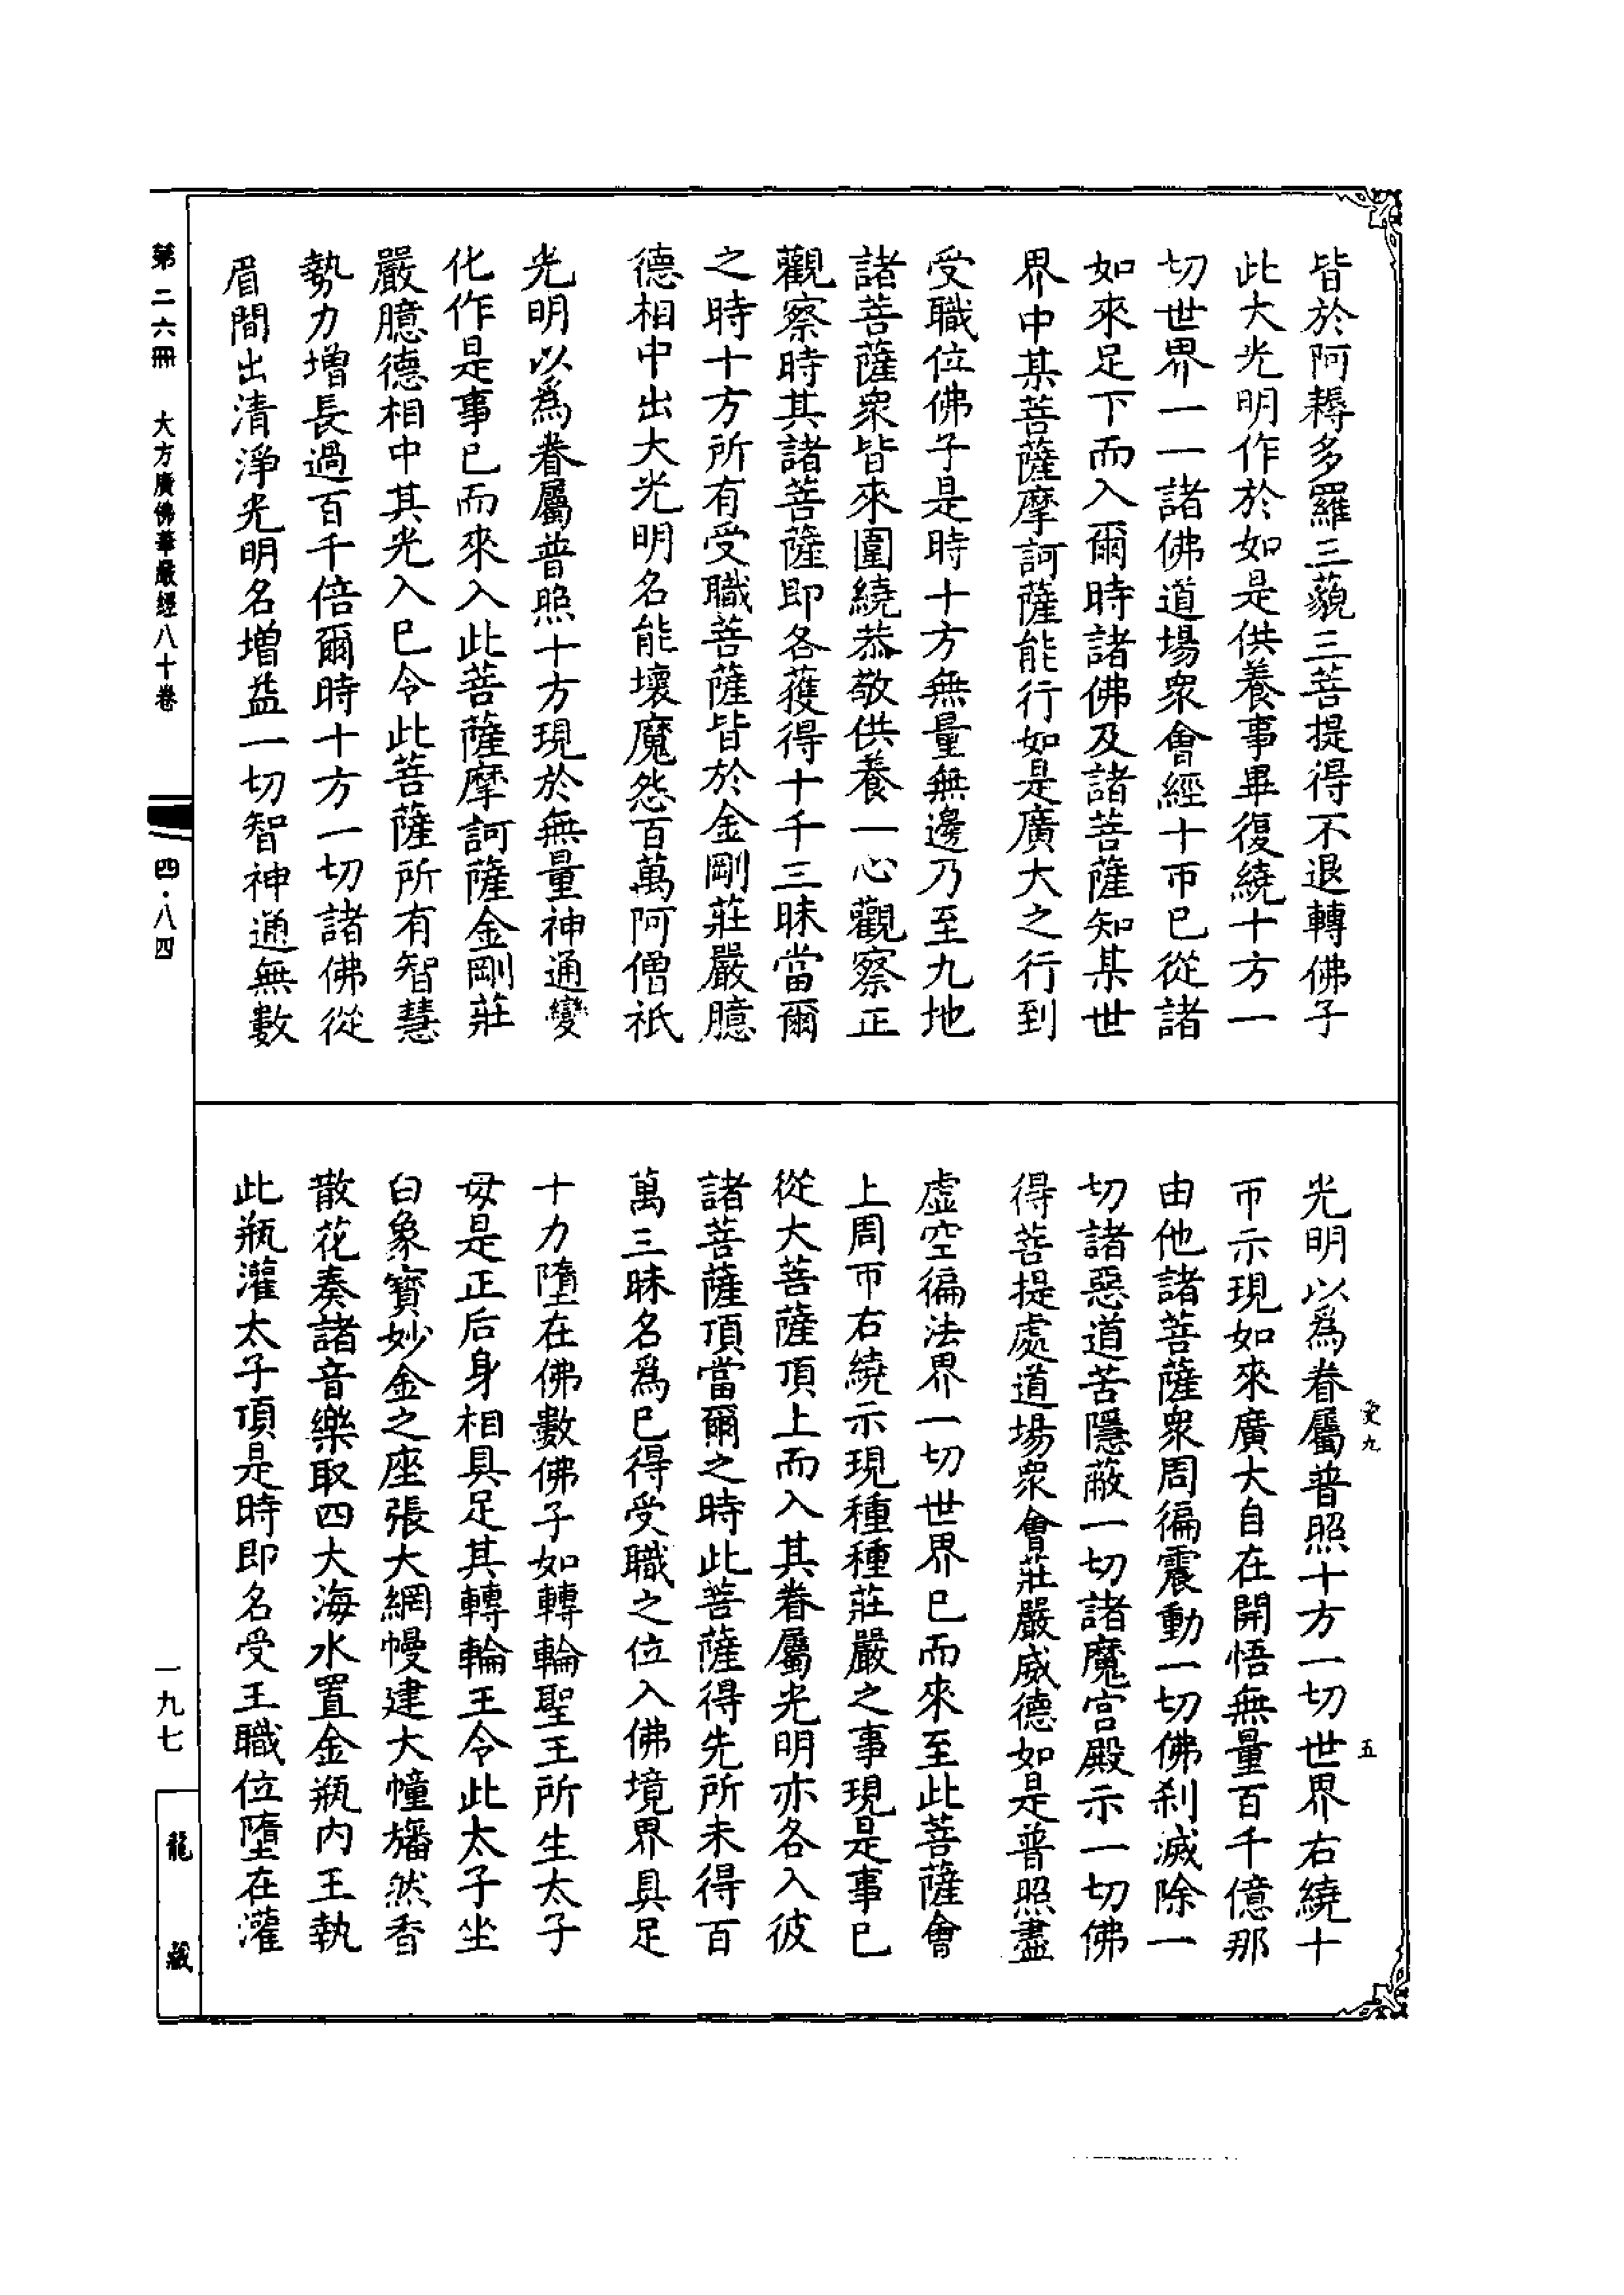 皆於阿耨多羅三藐三菩提得不退轉佛子
此大光明作於如是供養事畢復繞十方一
切世界一一諸佛道場衆會經十帀已從諸
如來足下而入爾時諸佛及諸菩薩知某世
界中某菩薩摩訶薩能行如是廣大之行到
受職位佛子是時十方無量無邊乃至九地
諸菩薩衆皆來圍繞恭敬供養一心觀察正
觀察時其諸菩薩即各獲得十千三昧當爾
之時十方所有受職菩薩皆於金剛莊嚴臆
德相中出大光明名能壞魔怨百萬阿僧祇
光明以爲眷屬普照十方現於無量神通變
化作是事已而來入此菩薩摩訶薩金剛莊
嚴臆德相中其光入已令此菩薩所有智慧
勢力增長過百千倍爾時十方一切諸佛從
眉間出清淨光明名增益一切智神通無數
光明以爲眷屬普照十方一切世界右繞十
帀示現如來廣大自在開悟無量百千億那
由他諸菩薩衆周徧震動一切佛刹滅除一
切諸惡道苦隱蔽一切諸魔宮殿示一切佛
得菩提處道場衆會莊嚴威德如是普照盡
虛空徧法界一切世界已而來至此菩薩會
上周帀右繞示現種種莊嚴之事現是事已
從大菩薩頂上而入其眷屬光明亦各入彼
諸菩薩頂當爾之時此菩薩得先所未得百
萬三昧名爲已得受職之位入佛境界具足
十力墮在佛數佛子如轉輪聖王所生太子
母是正后身相具足其轉輪王令此太子坐
白象寶妙金之座張大網幔建大幢旛然香
散花奏諸音樂取四大海水置金瓶内王執
此瓶灌太子頂是時即名受王職位墮在灌
愛九
五
第二六冊 大方廣佛華嚴經八十卷
四·八四
一九七
龍藏